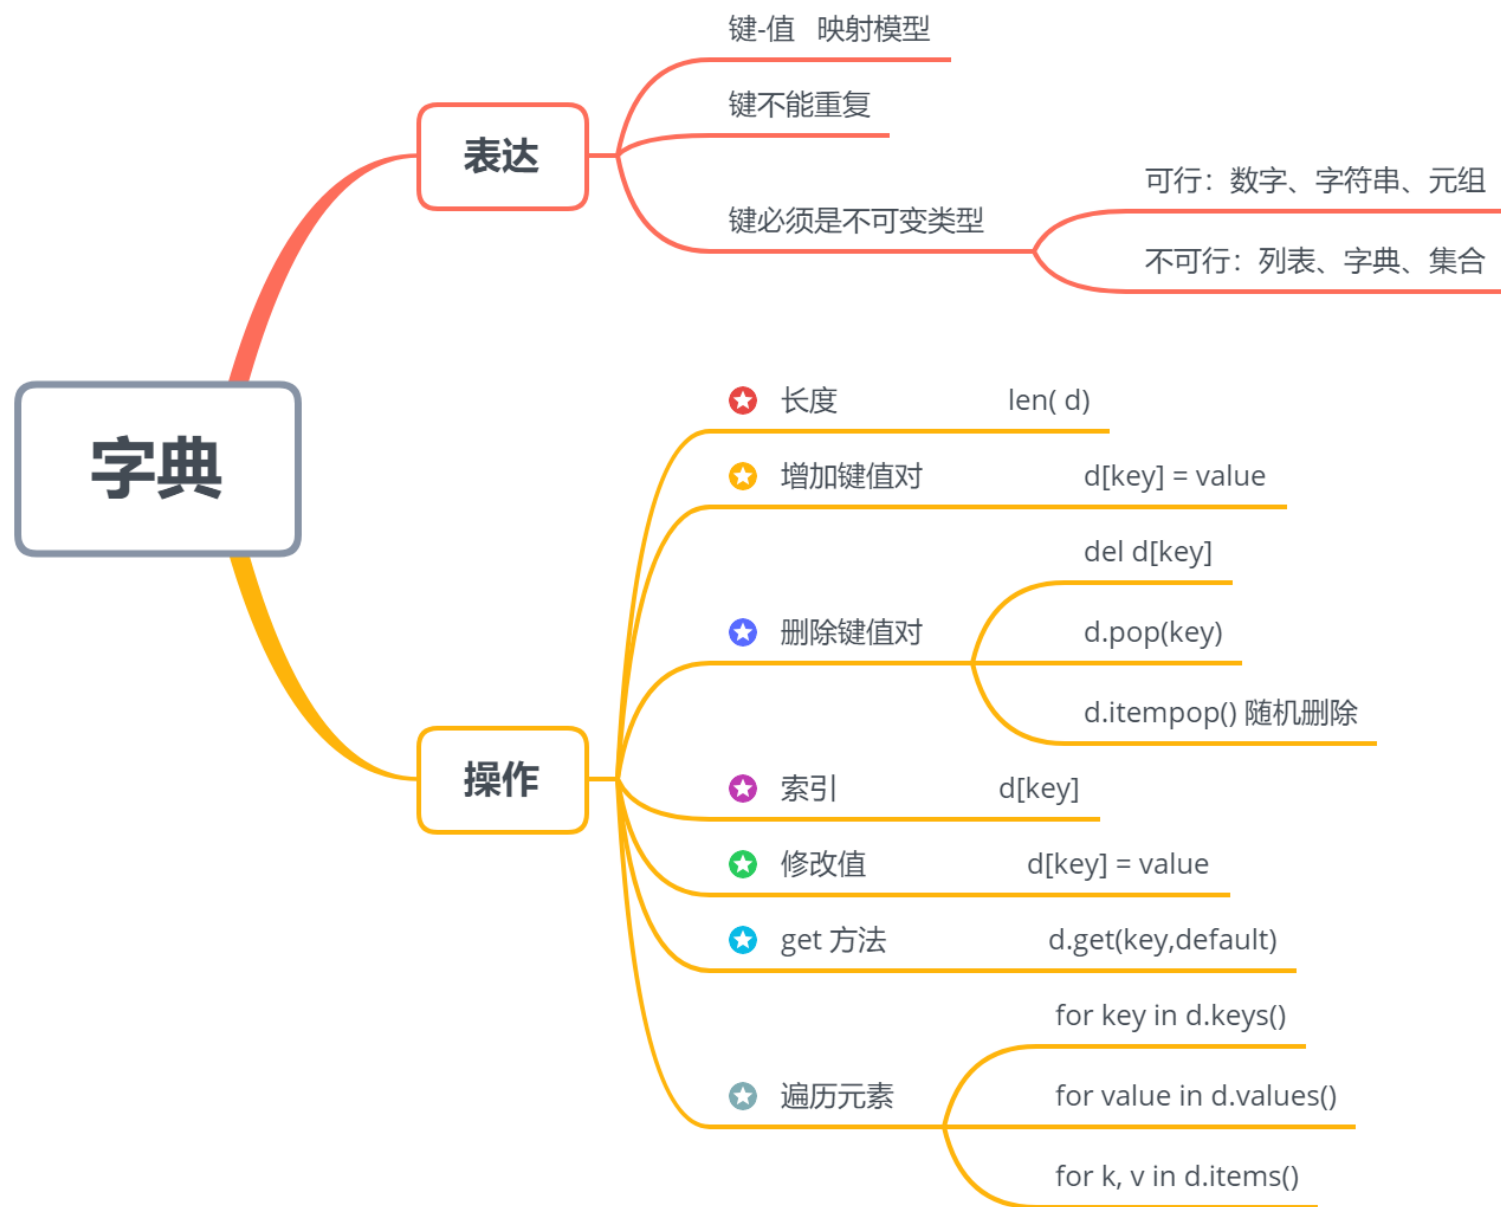 字典
表达
键-值 映射模型
键不能重复
键必须是不可变类型
可行：数字、字符串、元组
不可行：列表、字典、集合
操作
长度 len( d)
增加键值对 d[key] = value
删除键值对
del d[key]
d.pop(key)
d.itempop() 随机删除
索引 d[key]
修改值 d[key] = value
get 方法 d.get(key,default)
遍历元素
for key in d.keys()
for value in d.values()
for k, v in d.items()